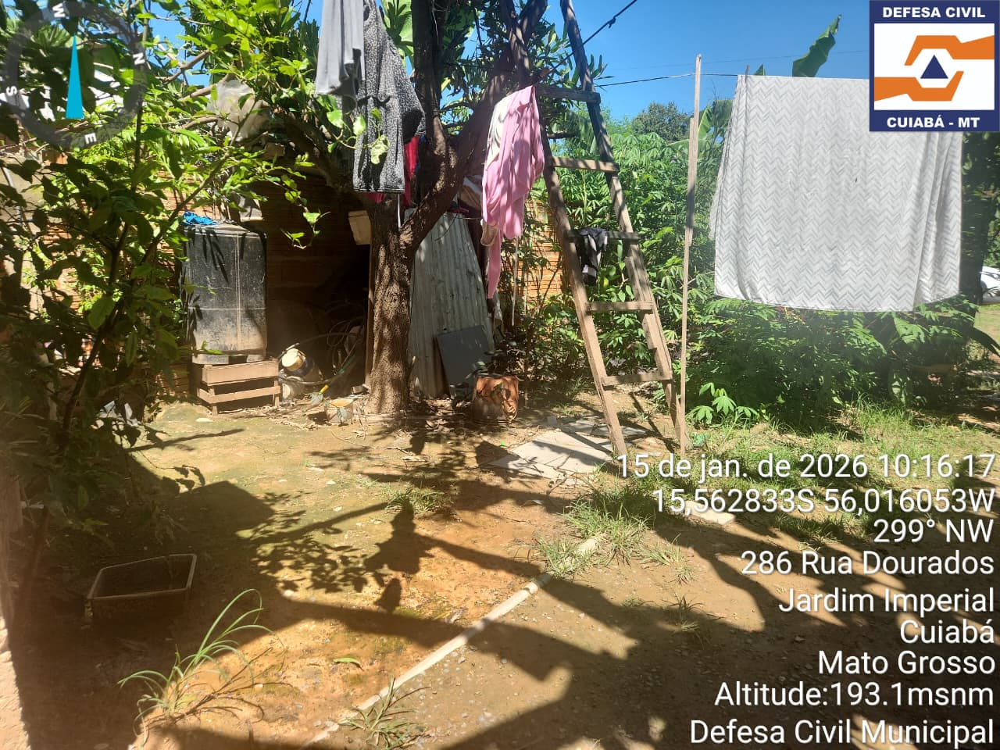 W
N
S
E
DEFESA CIVIL
CUIABÁ - MT
15 de jan. de 2026 10:16:17
15,562833S 56,016053W
299° NW
286 Rua Dourados
Jardim Imperial
Cuiabá
Mato Grosso
Altitude:193.1msnm
Defesa Civil Municipal